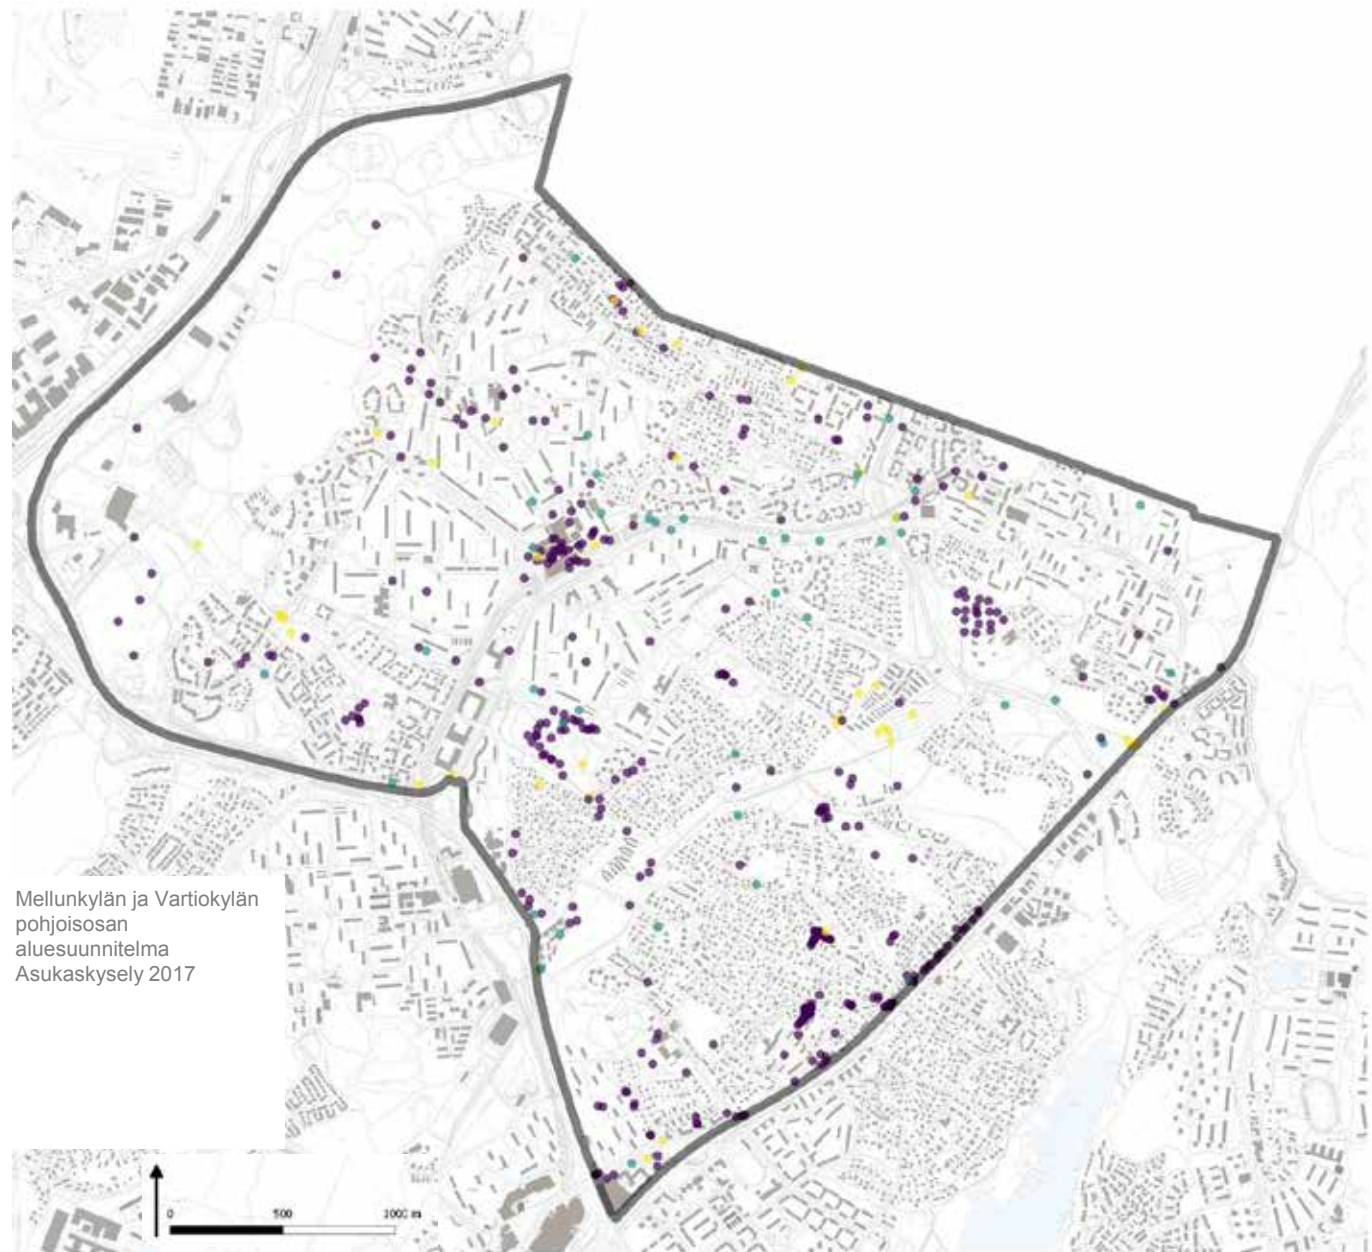 Mellunkylän ja Vartiokylän
pohjoisosan
aluesuunnitelma
Asukaskysely 2017
0 500 1000 m